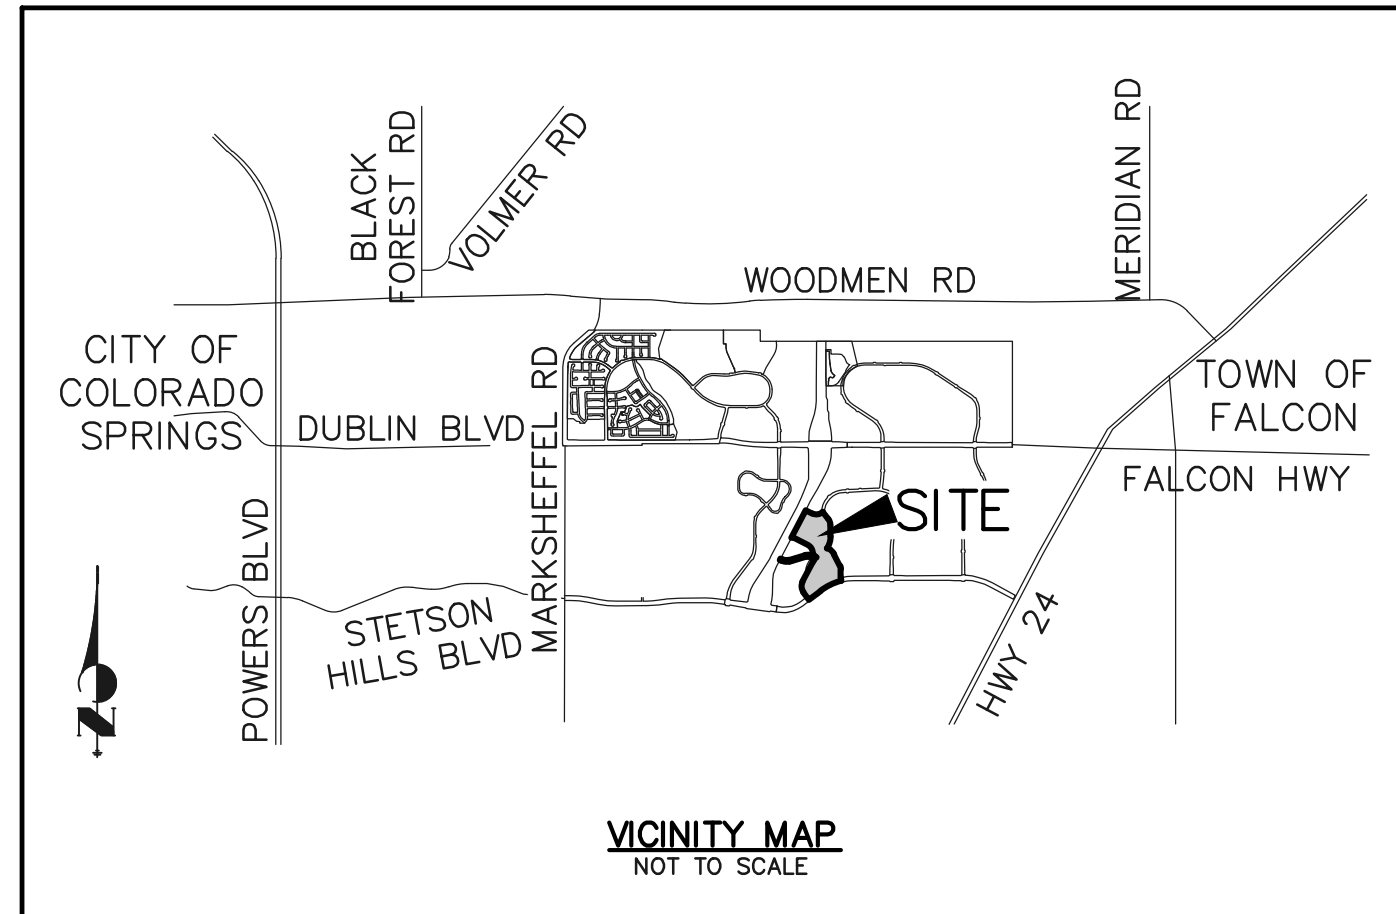 BLACK
FOREST RD
VOLMER RD
MERIDIAN RD
WOODMEN RD
CITY OF
COLORADO
SPRINGS
DUBLIN BLVD
MARKSHEFFEL RD
TOWN OF
FALCON
FALCON HWY
SITE
POWERS BLVD
STETSON
HILLS BLVD
HWY 24
N
VICINITY MAP
NOT TO SCALE